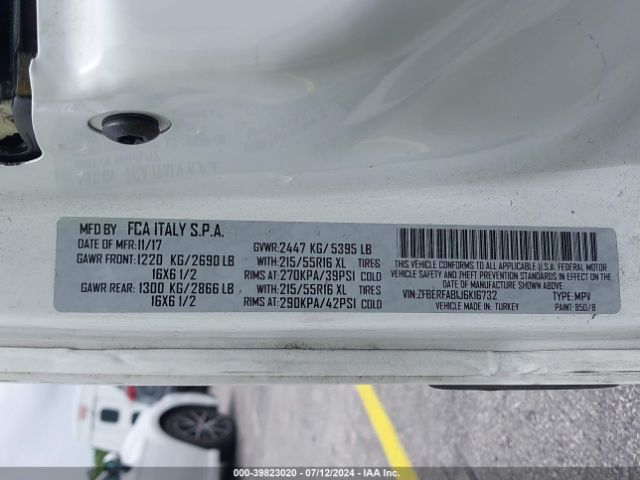 MFD BY FCA ITALY S.P.A.
DATE OF MFR: 11/17 GVWR: 2447 KG/ 5395 LB
GAWR FRONT: 1220 KG/ 2690 LB WITH: 215/55R16 XL TIRES
16X6 1/2 RIMS AT: 270KPA/39PSI COLD
GAWR REAR: 1300 KG/ 2866 LB WITH: 215/55R16 XL TIRES
16X6 1/2 RIMS AT: 290KPA/42PSI COLD
THIS VEHICLE CONFORMS TO ALL APPLICABLE U.S.A. FEDERAL MOTOR
VEHICLE SAFETY AND THEFT PREVENTION STANDARDS IN EFFECT
ON THE DATE OF MANUFACTURE SHOWN ABOVE.
TYPE: MPV
VEHICLE MADE IN: TURKEY PAINT: 850/B
000-39823020 - 07/12/2024 - IAA Inc.